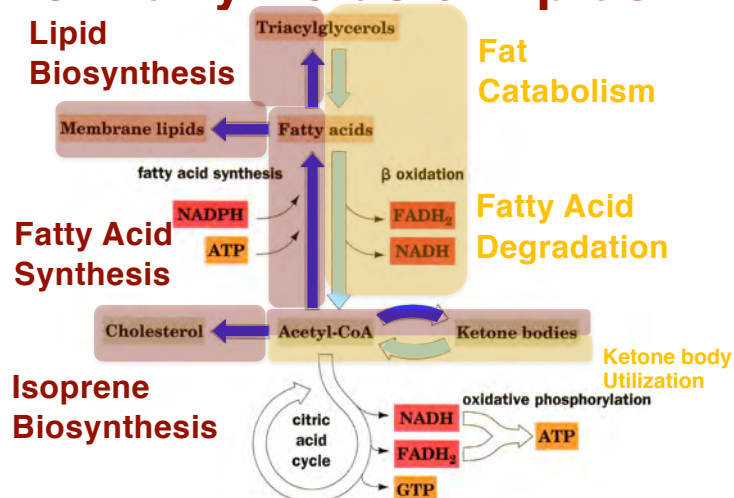 Lipid
Biosynthesis
Triacylglycerols
Fat
Catabolism
Membrane lipids
Fatty acids
fatty acid synthesis
β oxidation
NADPH
ATP
FADH₂
NADH
Fatty Acid
Synthesis
Fatty Acid
Degradation
Cholesterol
Acetyl-CoA
Ketone bodies
Ketone body
Utilization
Isoprene
Biosynthesis
citric
acid
cycle
oxidative phosphorylation
NADH
FADH₂
GTP
ATP